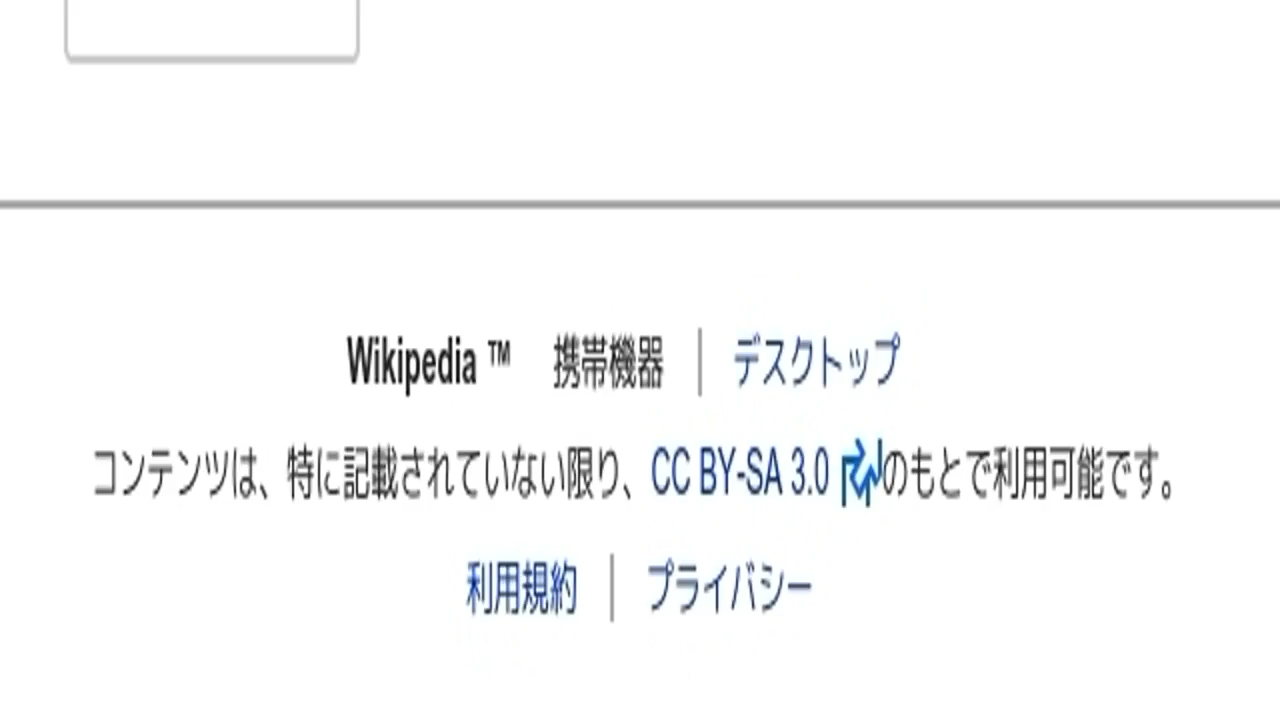 Wikipedia ™ 携帯機器 | デスクトップ
コンテンツは、特に記載されていない限り、CC BY-SA 3.0 のもとで利用可能です。
利用規約 | プライバシー